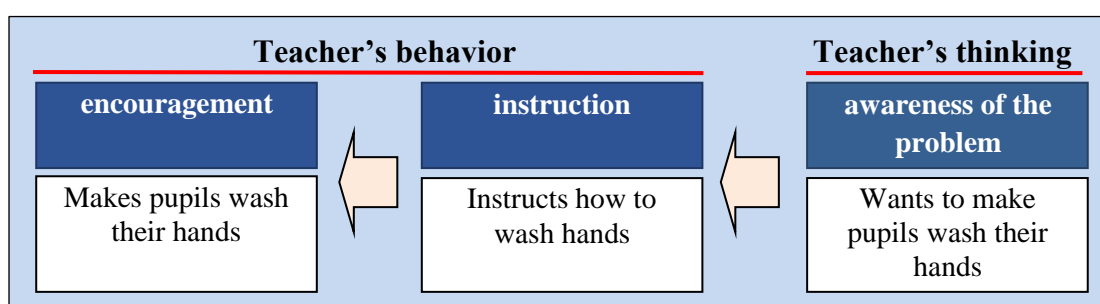 Teacher’s behavior
Teacher’s thinking
encouragement
instruction
awareness of the
problem
Makes pupils wash
their hands
Instructs how to
wash hands
Wants to make
pupils wash their
hands